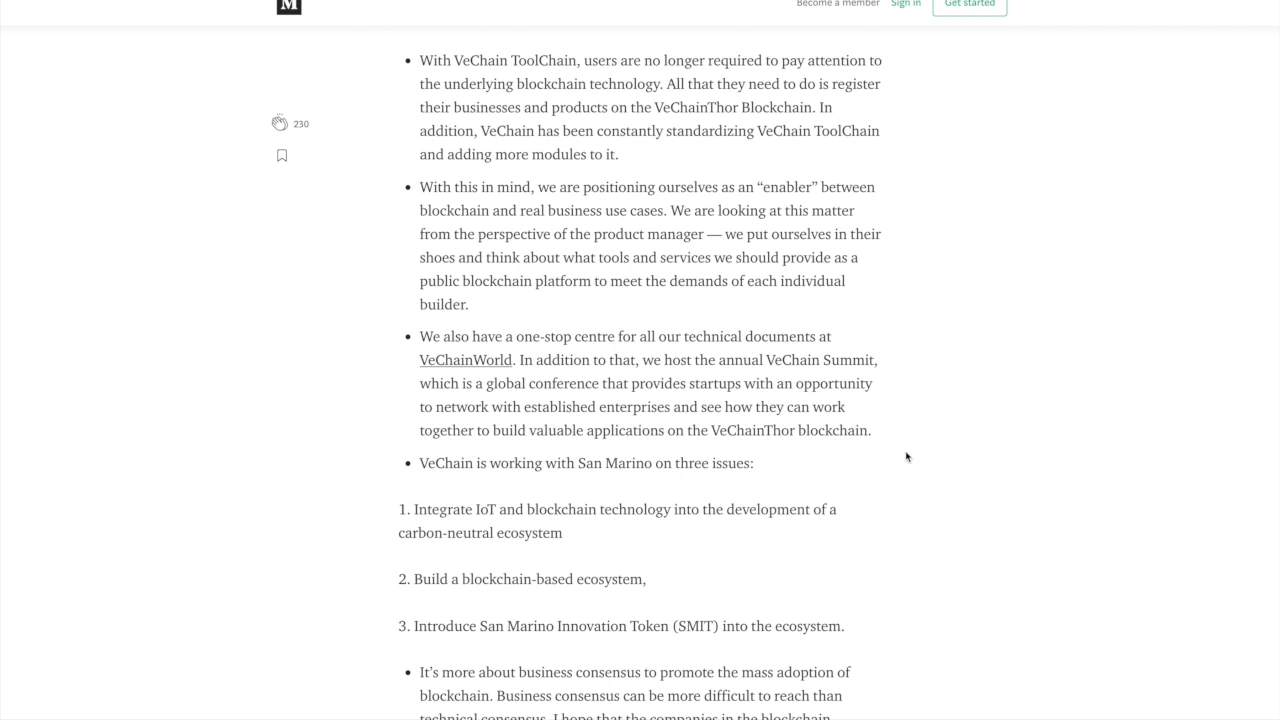 M
Become a member Sign in Get started
With VeChain ToolChain, users are no longer required to pay attention to
the underlying blockchain technology. All that they need to do is register
their businesses and products on the VeChainThor Blockchain. In
addition, VeChain has been constantly standardizing VeChain ToolChain
and adding more modules to it.
230
With this in mind, we are positioning ourselves as an “enabler” between
blockchain and real business use cases. We are looking at this matter
from the perspective of the product manager — we put ourselves in their
shoes and think about what tools and services we should provide as a
public blockchain platform to meet the demands of each individual
builder.
We also have a one-stop centre for all our technical documents at
VeChainWorld. In addition to that, we host the annual VeChain Summit,
which is a global conference that provides startups with an opportunity
to network with established enterprises and see how they can work
together to build valuable applications on the VeChainThor blockchain.
VeChain is working with San Marino on three issues:
1. Integrate IoT and blockchain technology into the development of a
carbon-neutral ecosystem
2. Build a blockchain-based ecosystem,
3. Introduce San Marino Innovation Token (SMIT) into the ecosystem.
It’s more about business consensus to promote the mass adoption of
blockchain. Business consensus can be more difficult to reach than
technical consensus. I hope that the companies in the blockchain